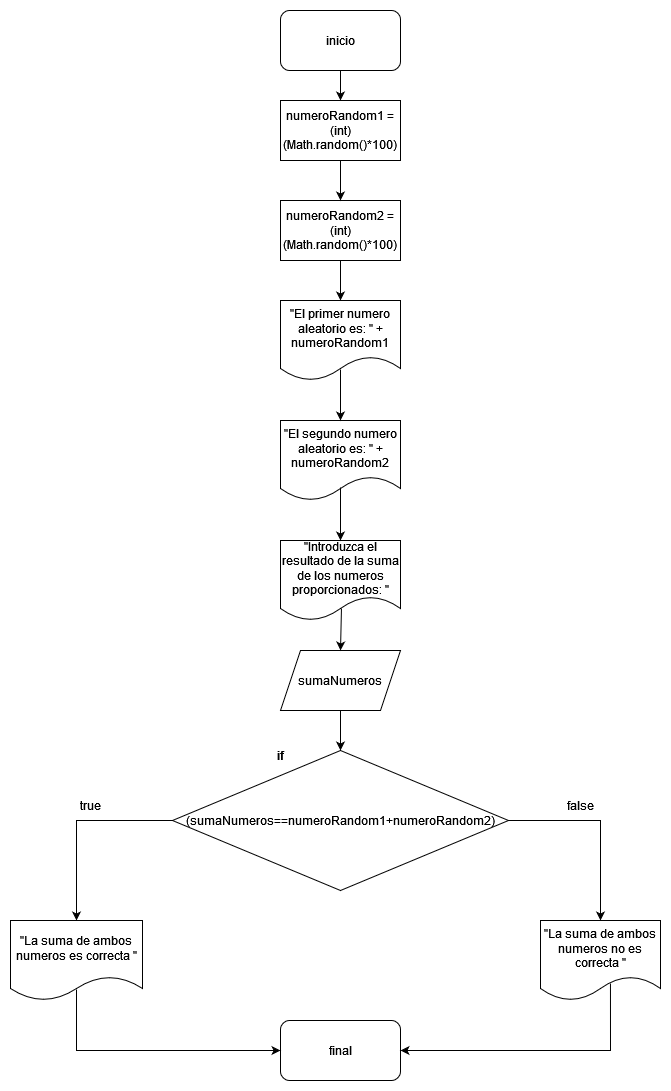 inicio
numeroRandom1 =
(int)
(Math.random()*100)
numeroRandom2 =
(int)
(Math.random()*100)
"El primer numero
aleatorio es: " +
numeroRandom1
"El segundo numero
aleatorio es: " +
numeroRandom2
"Introduzca el
resultado de la suma
de los numeros
proporcionados: "
sumaNumeros
if
true
false
(sumaNumeros==numeroRandom1+numeroRandom2)
"La suma de ambos
numeros es correcta "
"La suma de ambos
numeros no es
correcta "
final